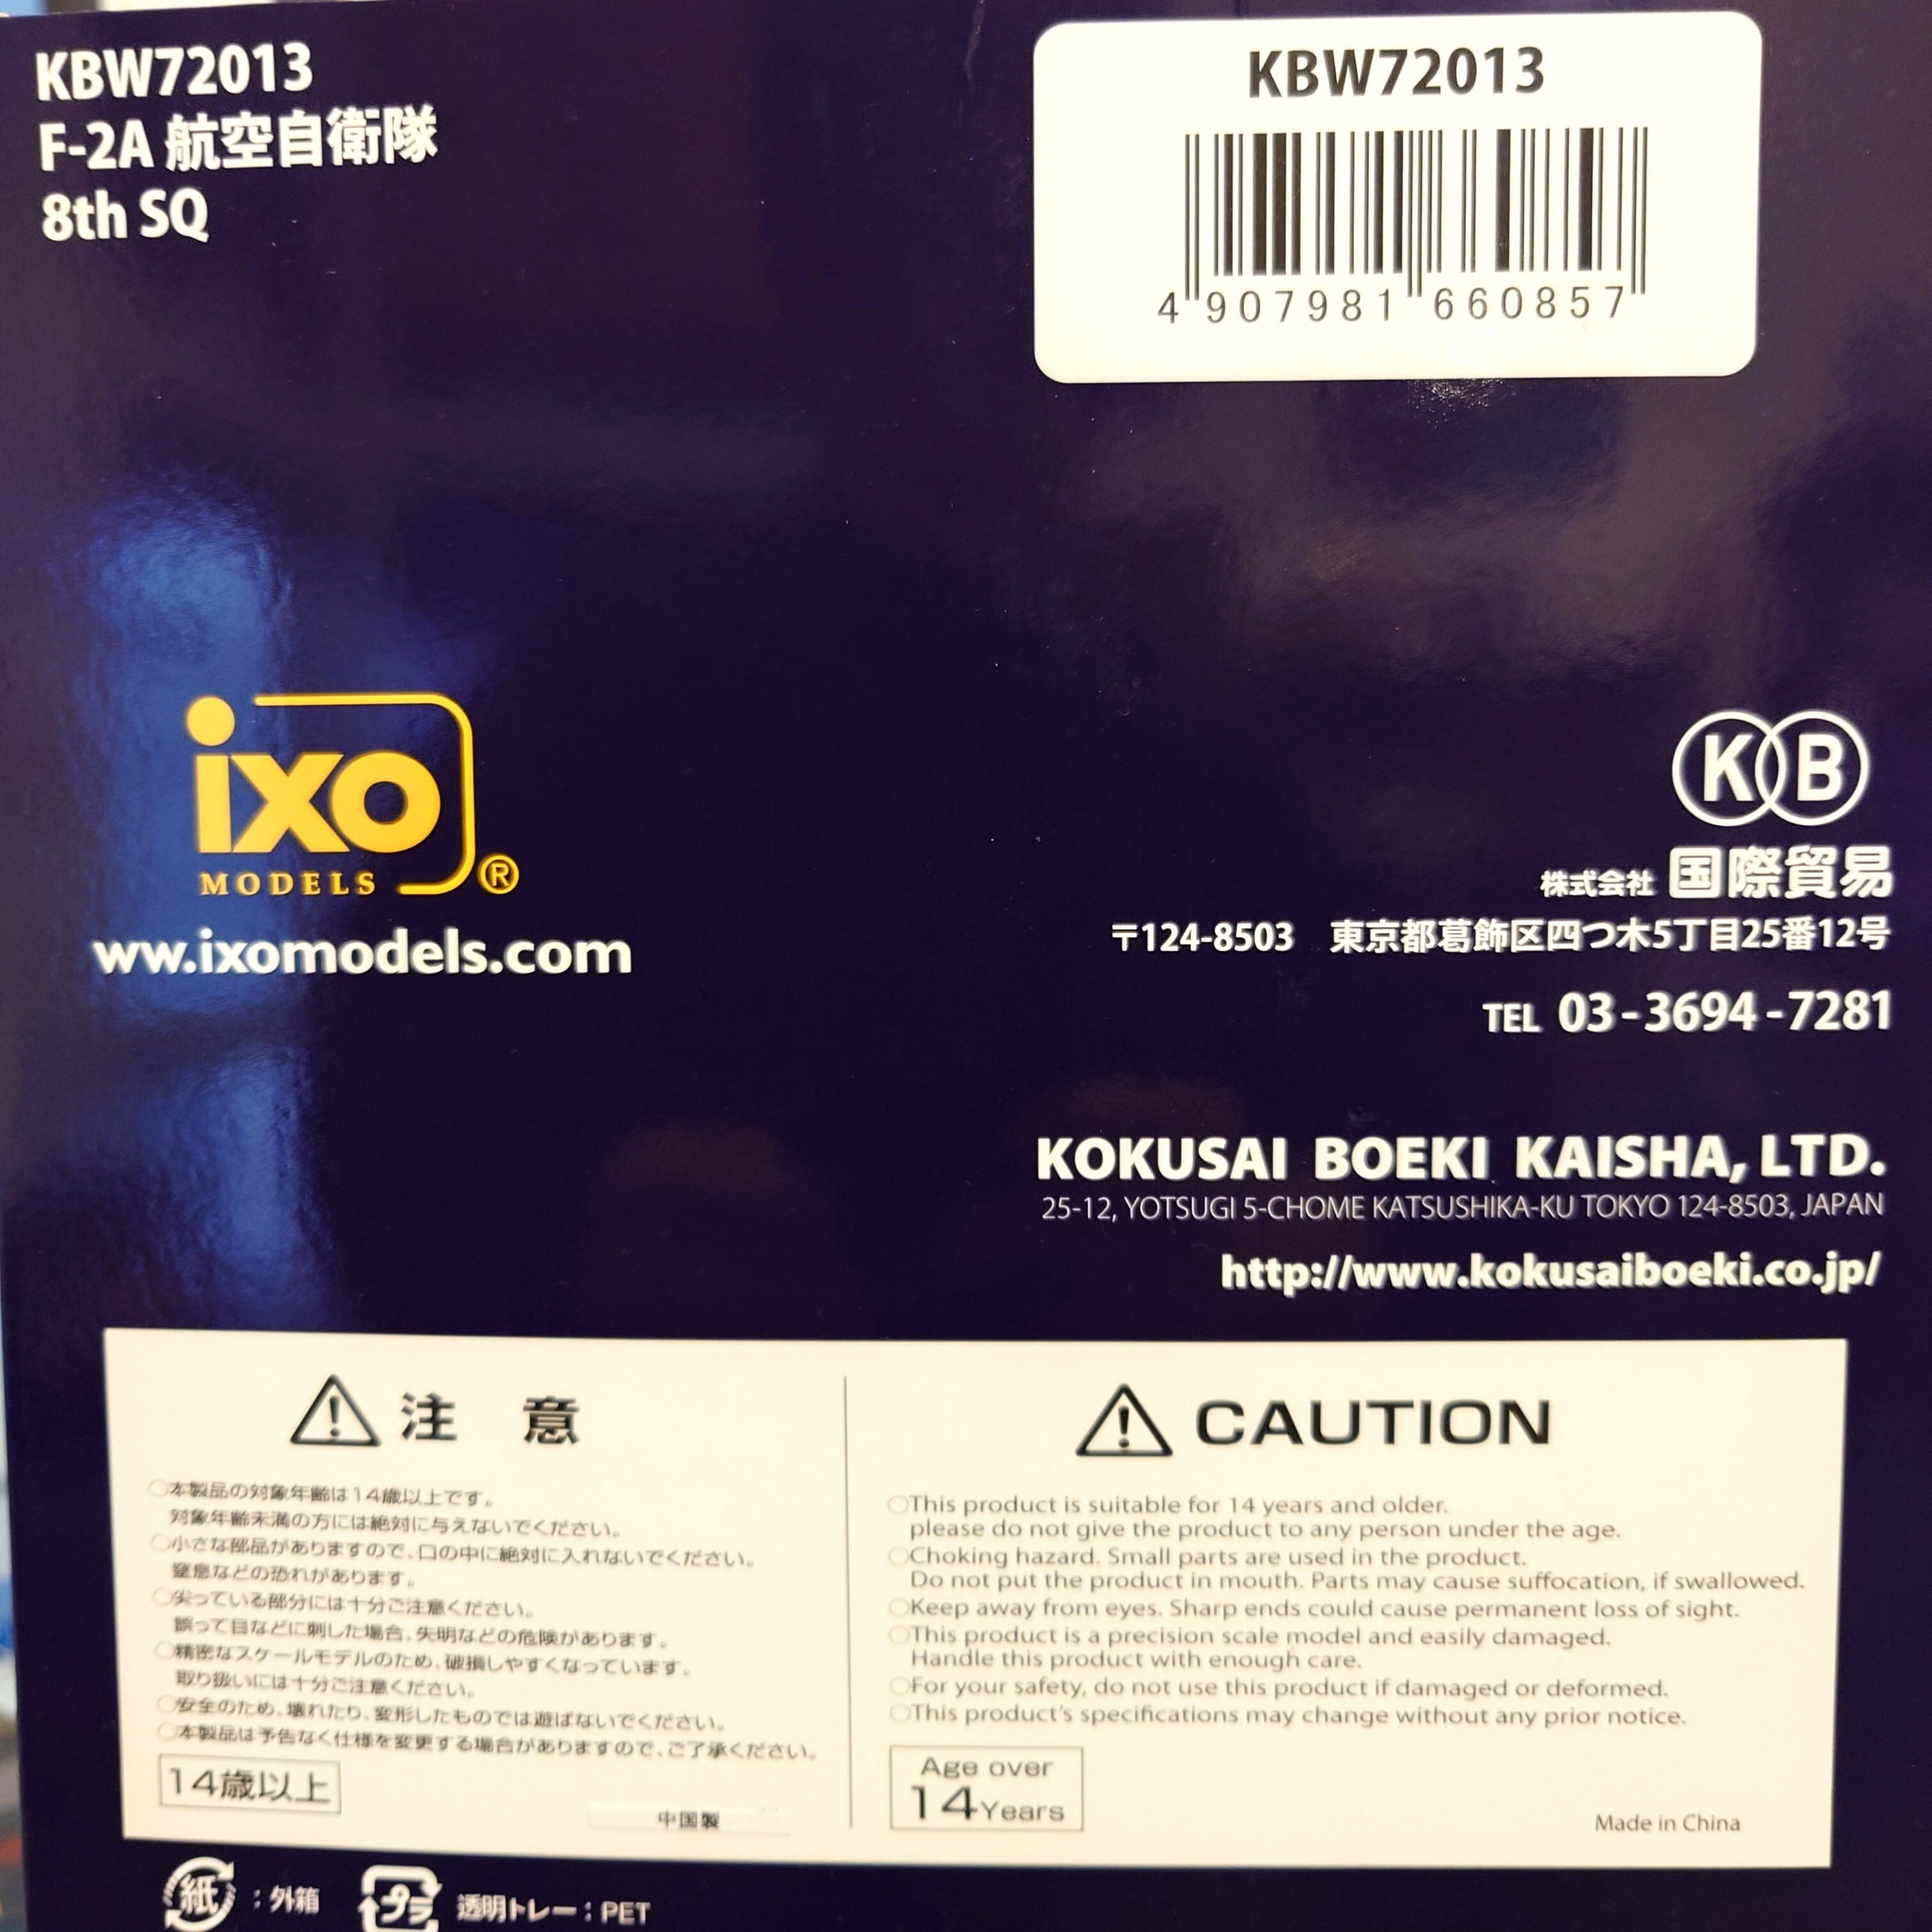 KBW72013
F-2A 航空自衛隊
8th SQ
KBW72013
4 907981 660857
ixo
MODELS ®
ww.ixomodels.com
KB
株式会社 国際貿易
〒124-8503 東京都葛飾区四つ木5丁目25番12号
TEL 03-3694-7281
KOKUSAI BOEKI KAISHA, LTD.
25-12, YOTSUGI 5-CHOME KATSUSHIKA-KU TOKYO 124-8503, JAPAN
http://www.kokusaiboeki.co.jp/
注 意
○本製品の対象年齢は14歳以上です。
対象年齢未満の方には絶対に与えないでください。
○小さな部品がありますので、口の中に絶対に入れないでください。
窒息などの恐れがあります。
○尖っている部分には十分ご注意ください。
誤って目などに刺した場合、失明などの危険があります。
○精密なスケールモデルのため、破損しやすくなっています。
取り扱いには十分ご注意ください。
○安全のため、壊れたり、変形したものでは遊ばないでください。
○本製品は予告なく仕様を変更する場合がありますので、ご了承ください。
14歳以上
中国製
CAUTION
○This product is suitable for 14 years and older.
please do not give the product to any person under the age.
○Choking hazard. Small parts are used in the product.
Do not put the product in mouth. Parts may cause suffocation, if swallowed.
○Keep away from eyes. Sharp ends could cause permanent loss of sight.
○This product is a precision scale model and easily damaged.
Handle this product with enough care.
○For your safety, do not use this product if damaged or deformed.
○This product's specifications may change without any prior notice.
Age over
14 Years
Made in China
紙 : 外箱 プラ 透明トレー : PET